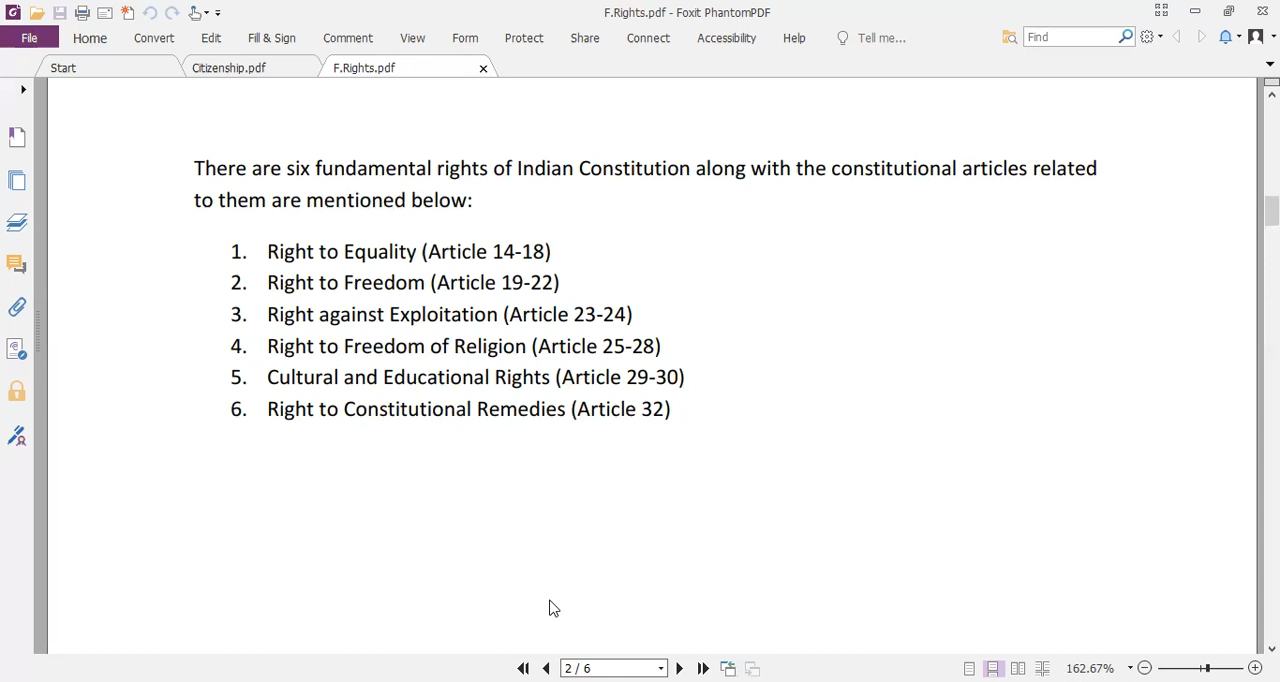 F.Rights.pdf - Foxit PhantomPDF
File Home Convert Edit Fill & Sign Comment View Form Protect Share Connect Accessibility Help Tell me... Find
Start Citizenship.pdf F.Rights.pdf
There are six fundamental rights of Indian Constitution along with the constitutional articles related
to them are mentioned below:
1. Right to Equality (Article 14-18)
2. Right to Freedom (Article 19-22)
3. Right against Exploitation (Article 23-24)
4. Right to Freedom of Religion (Article 25-28)
5. Cultural and Educational Rights (Article 29-30)
6. Right to Constitutional Remedies (Article 32)
2 / 6 162.67%